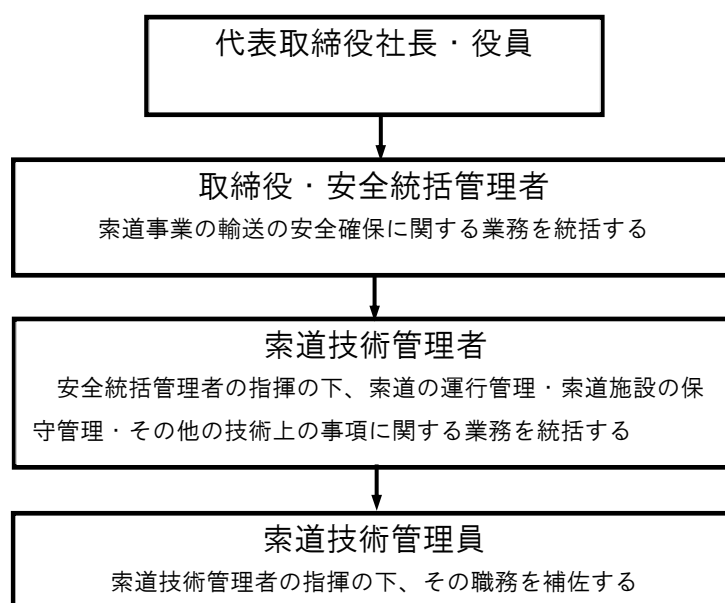 代表取締役社長・役員
取締役・安全統括管理者
索道事業の輸送の安全確保に関する業務を統括する
索道技術管理者
安全統括管理者の指揮の下、索道の運行管理・索道施設の保
守管理・その他の技術上の事項に関する業務を統括する
索道技術管理員
索道技術管理者の指揮の下、その職務を補佐する